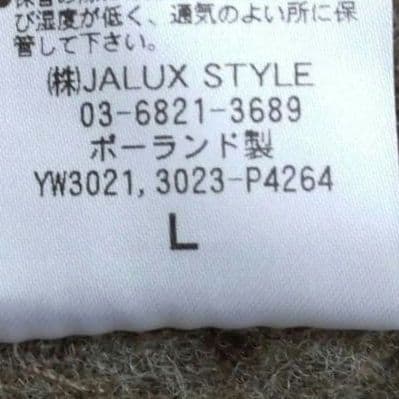 び湿度が低く、通気のよい所に保
管して下さい。
(株)JALUX STYLE
03-6821-3689
ポーランド製
YW3021, 3023-P4264
L